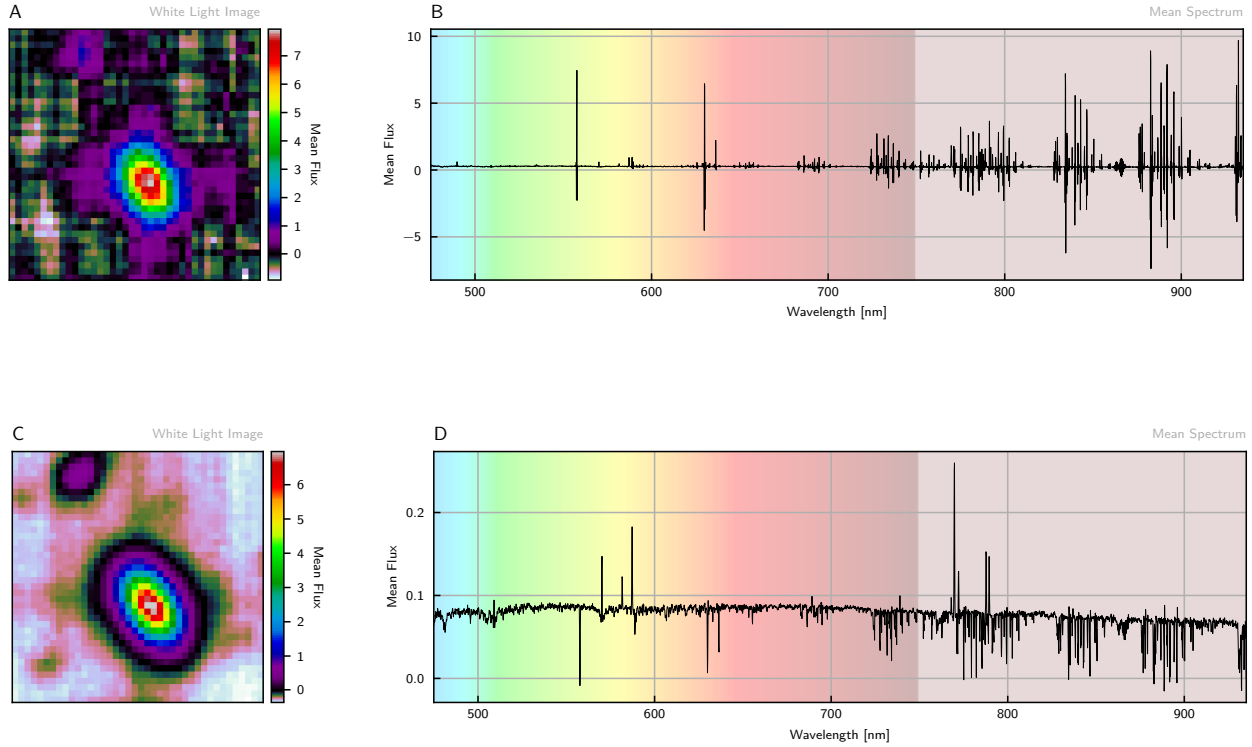 A
White Light Image
7
6
5
4
3
2
1
0
Mean Flux
B
Mean Spectrum
10
5
0
−5
Mean Flux
500
600
700
800
900
Wavelength [nm]
C
White Light Image
6
5
4
3
2
1
0
Mean Flux
D
Mean Spectrum
0.2
0.1
0.0
Mean Flux
500
600
700
800
900
Wavelength [nm]